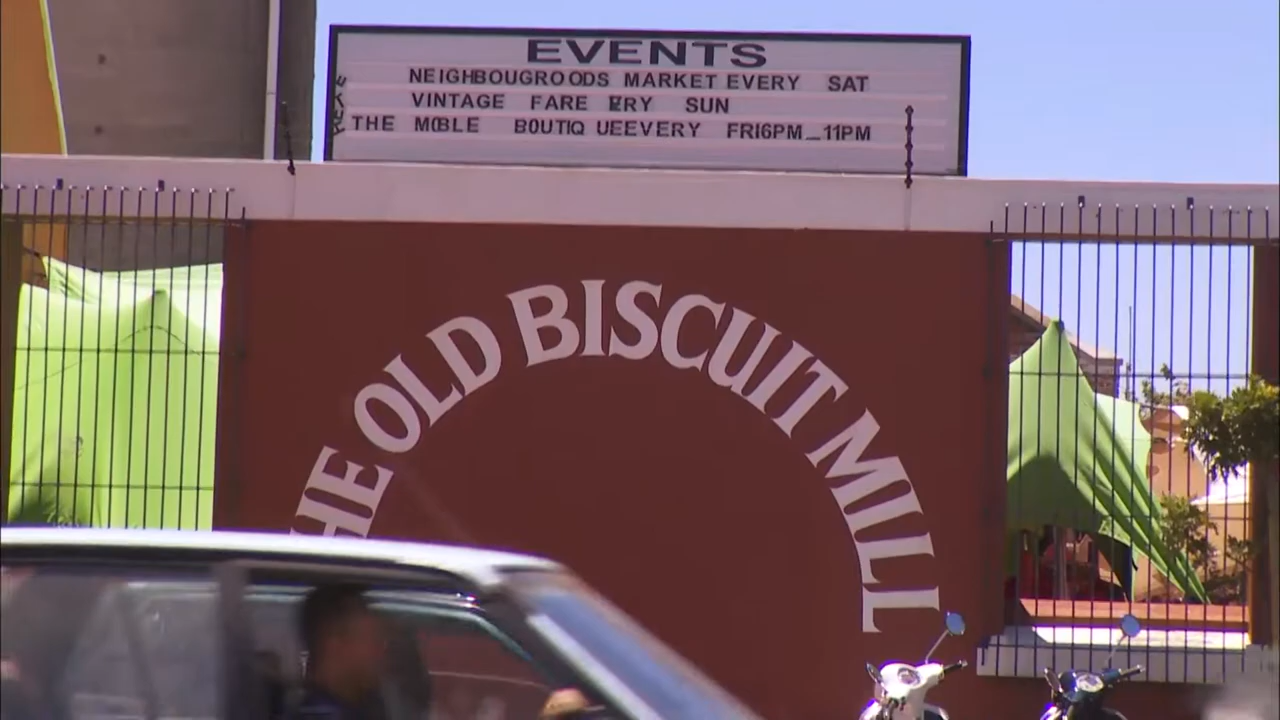 EVENTS
NEIGHBOUGROODS MARKET EVERY SAT
VINTAGE FARE ERY SUN
THE MOBLE BOUTIQ UEEVERY FRI6PM_11PM
HE OLD BISCUIT MILL